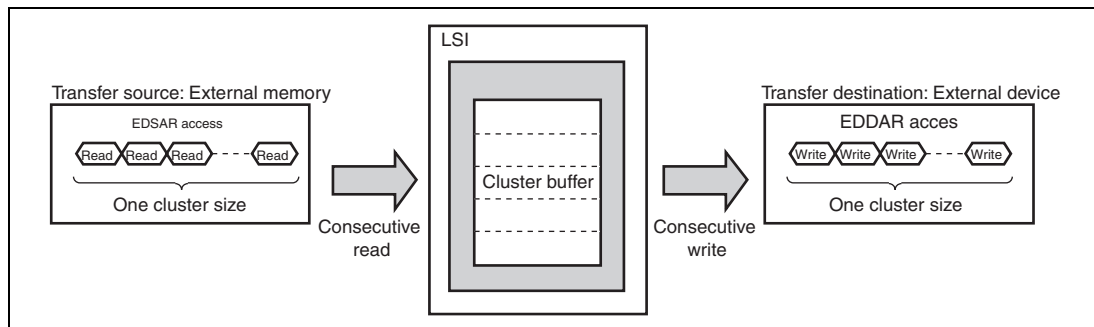 LSI
Transfer source: External memory
EDSAR access
Read Read Read Read
One cluster size
Consecutive
read
Cluster buffer
Consecutive
write
Transfer destination: External device
EDDAR acces
Write Write Write Write
One cluster size